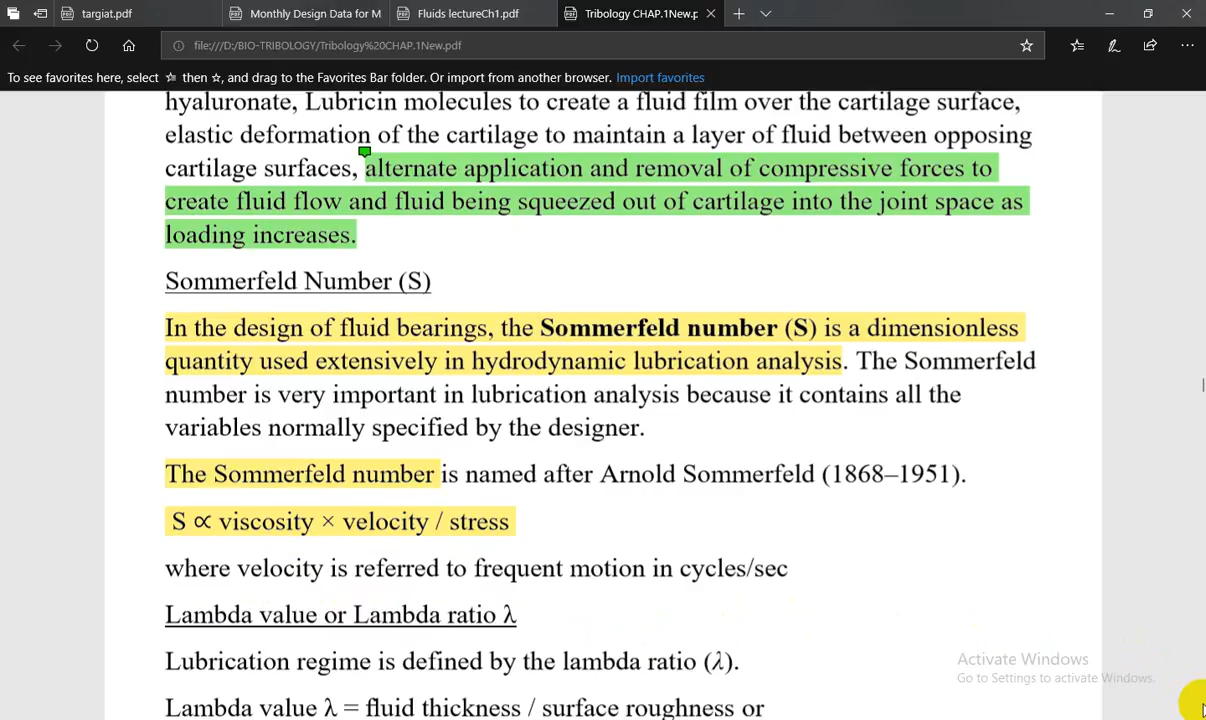 targiat.pdf
Monthly Design Data for M
Fluids lectureCh1.pdf
Tribology CHAP.1New.p
file:///D:/BIO-TRIBOLOGY/Tribology%20CHAP.1New.pdf
To see favorites here, select ☆ then ☆, and drag to the Favorites Bar folder. Or import from another browser. Import favorites
hyaluronate, Lubricin molecules to create a fluid film over the cartilage surface,
elastic deformation of the cartilage to maintain a layer of fluid between opposing
cartilage surfaces, alternate application and removal of compressive forces to
create fluid flow and fluid being squeezed out of cartilage into the joint space as
loading increases.
Sommerfeld Number (S)
In the design of fluid bearings, the Sommerfeld number (S) is a dimensionless
quantity used extensively in hydrodynamic lubrication analysis. The Sommerfeld
number is very important in lubrication analysis because it contains all the
variables normally specified by the designer.
The Sommerfeld number is named after Arnold Sommerfeld (1868–1951).
S ∝ viscosity × velocity / stress
where velocity is referred to frequent motion in cycles/sec
Lambda value or Lambda ratio λ
Lubrication regime is defined by the lambda ratio (λ).
Lambda value λ = fluid thickness / surface roughness or
Activate Windows
Go to Settings to activate Windows.